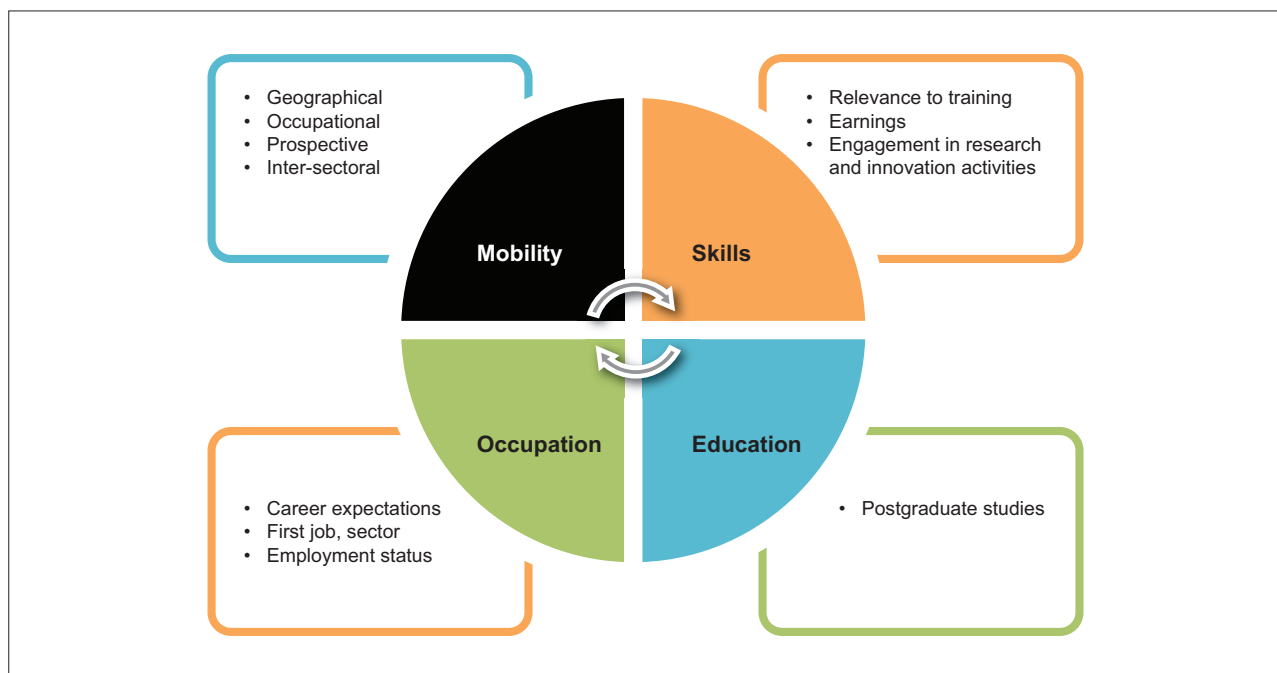 • Geographical
• Occupational
• Prospective
• Inter-sectoral
• Relevance to training
• Earnings
• Engagement in research
and innovation activities
Mobility
Skills
Occupation
Education
• Career expectations
• First job, sector
• Employment status
• Postgraduate studies